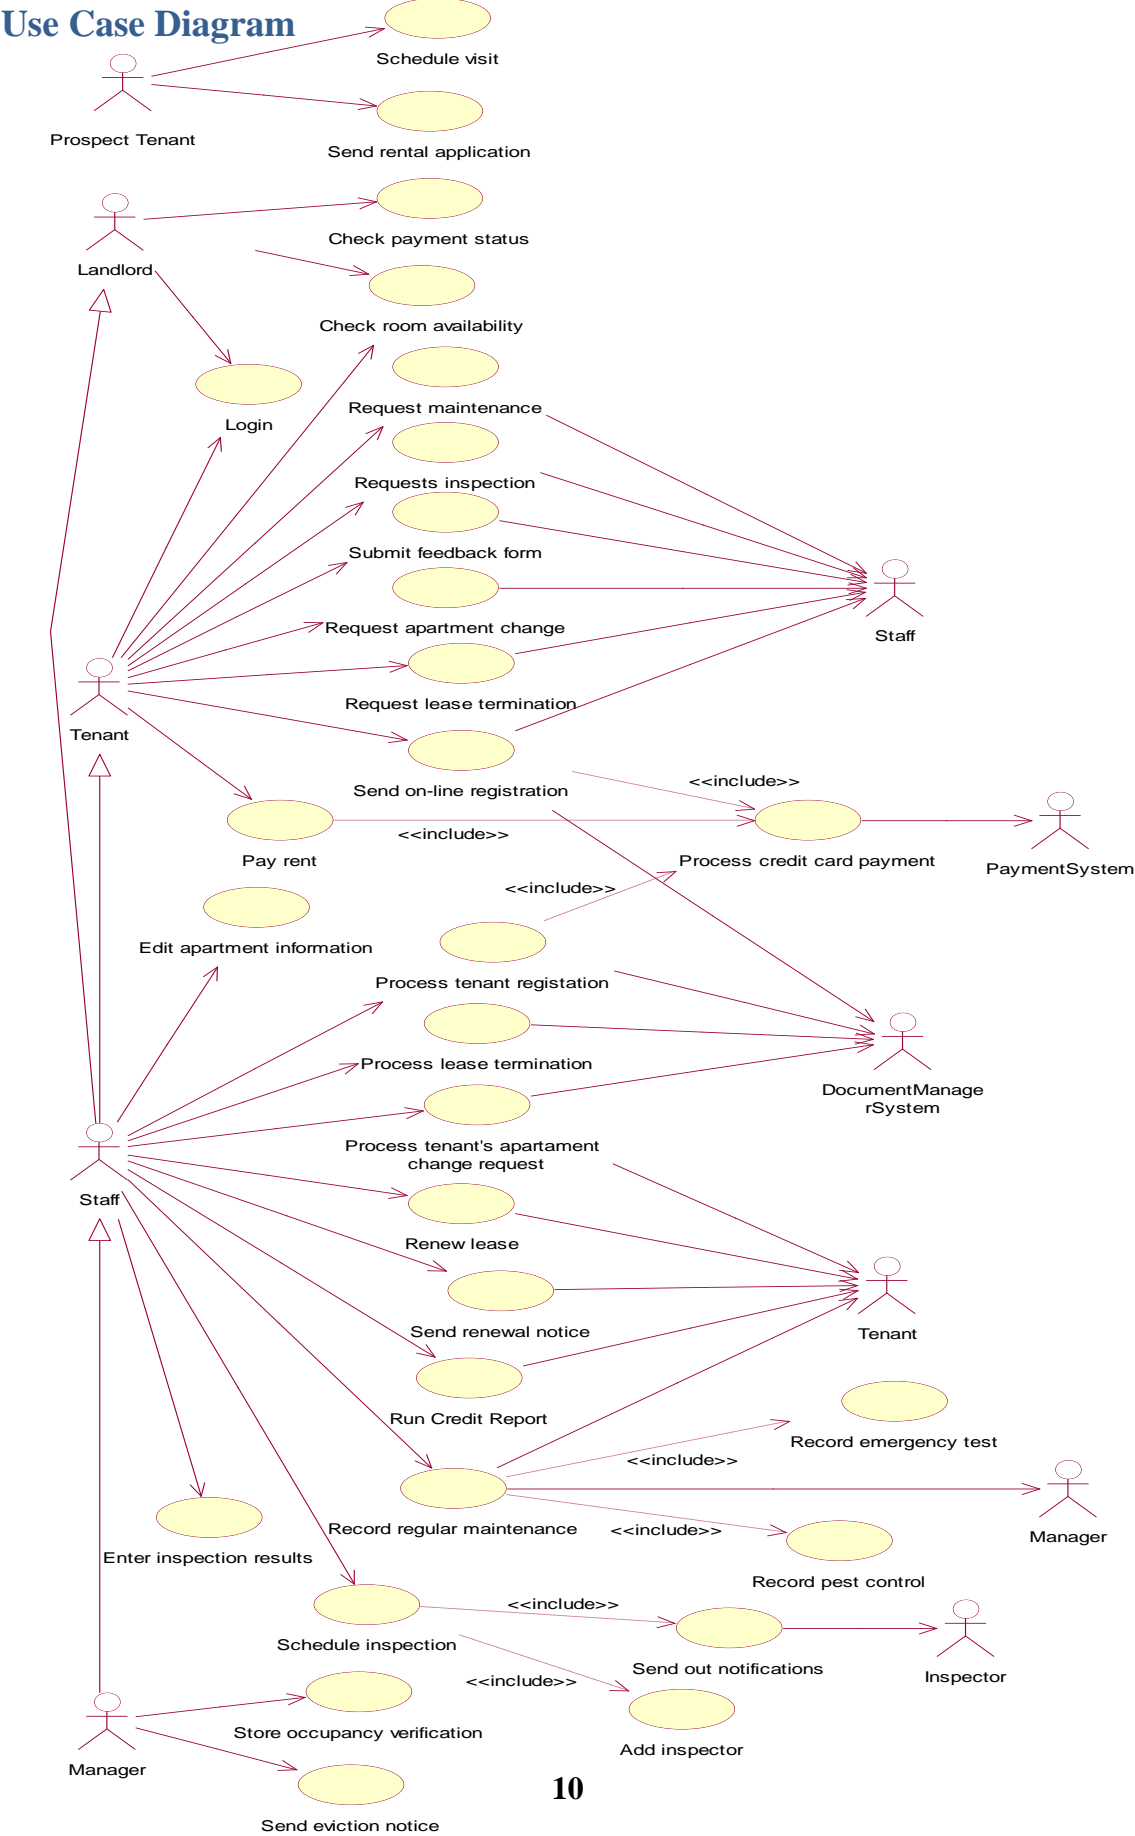 Use Case Diagram
Schedule visit
Prospect Tenant
Send rental application
Check payment status
Landlord
Check room availability
Request maintenance
Login
Requests inspection
Submit feedback form
Request apartment change
Staff
Request lease termination
Tenant
<<include>>
Send on-line registration
<<include>>
Pay rent
Process credit card payment
PaymentSystem
<<include>>
Edit apartment information
Process tenant registation
Process lease termination
DocumentManage
rSystem
Process tenant's apartament
change request
Staff
Renew lease
Send renewal notice
Tenant
Run Credit Report
Record emergency test
<<include>>
Record regular maintenance
<<include>>
Manager
Enter inspection results
Record pest control
<<include>>
Schedule inspection
Send out notifications
Inspector
<<include>>
Store occupancy verification
Add inspector
Manager
10
Send eviction notice